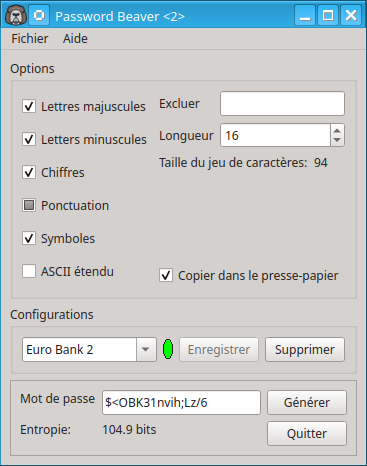 Password Beaver <2>
Fichier Aide
Options
Lettres majuscules
Excluer
Letters minuscules
Longueur 16
Chiffres
Taille du jeu de caractères: 94
Ponctuation
Symboles
ASCII étendu
Copier dans le presse-papier
Configurations
Euro Bank 2 Enregistrer Supprimer
Mot de passe $<OBK31nvih;Lz/6 Générer
Entropie: 104.9 bits
Quitter